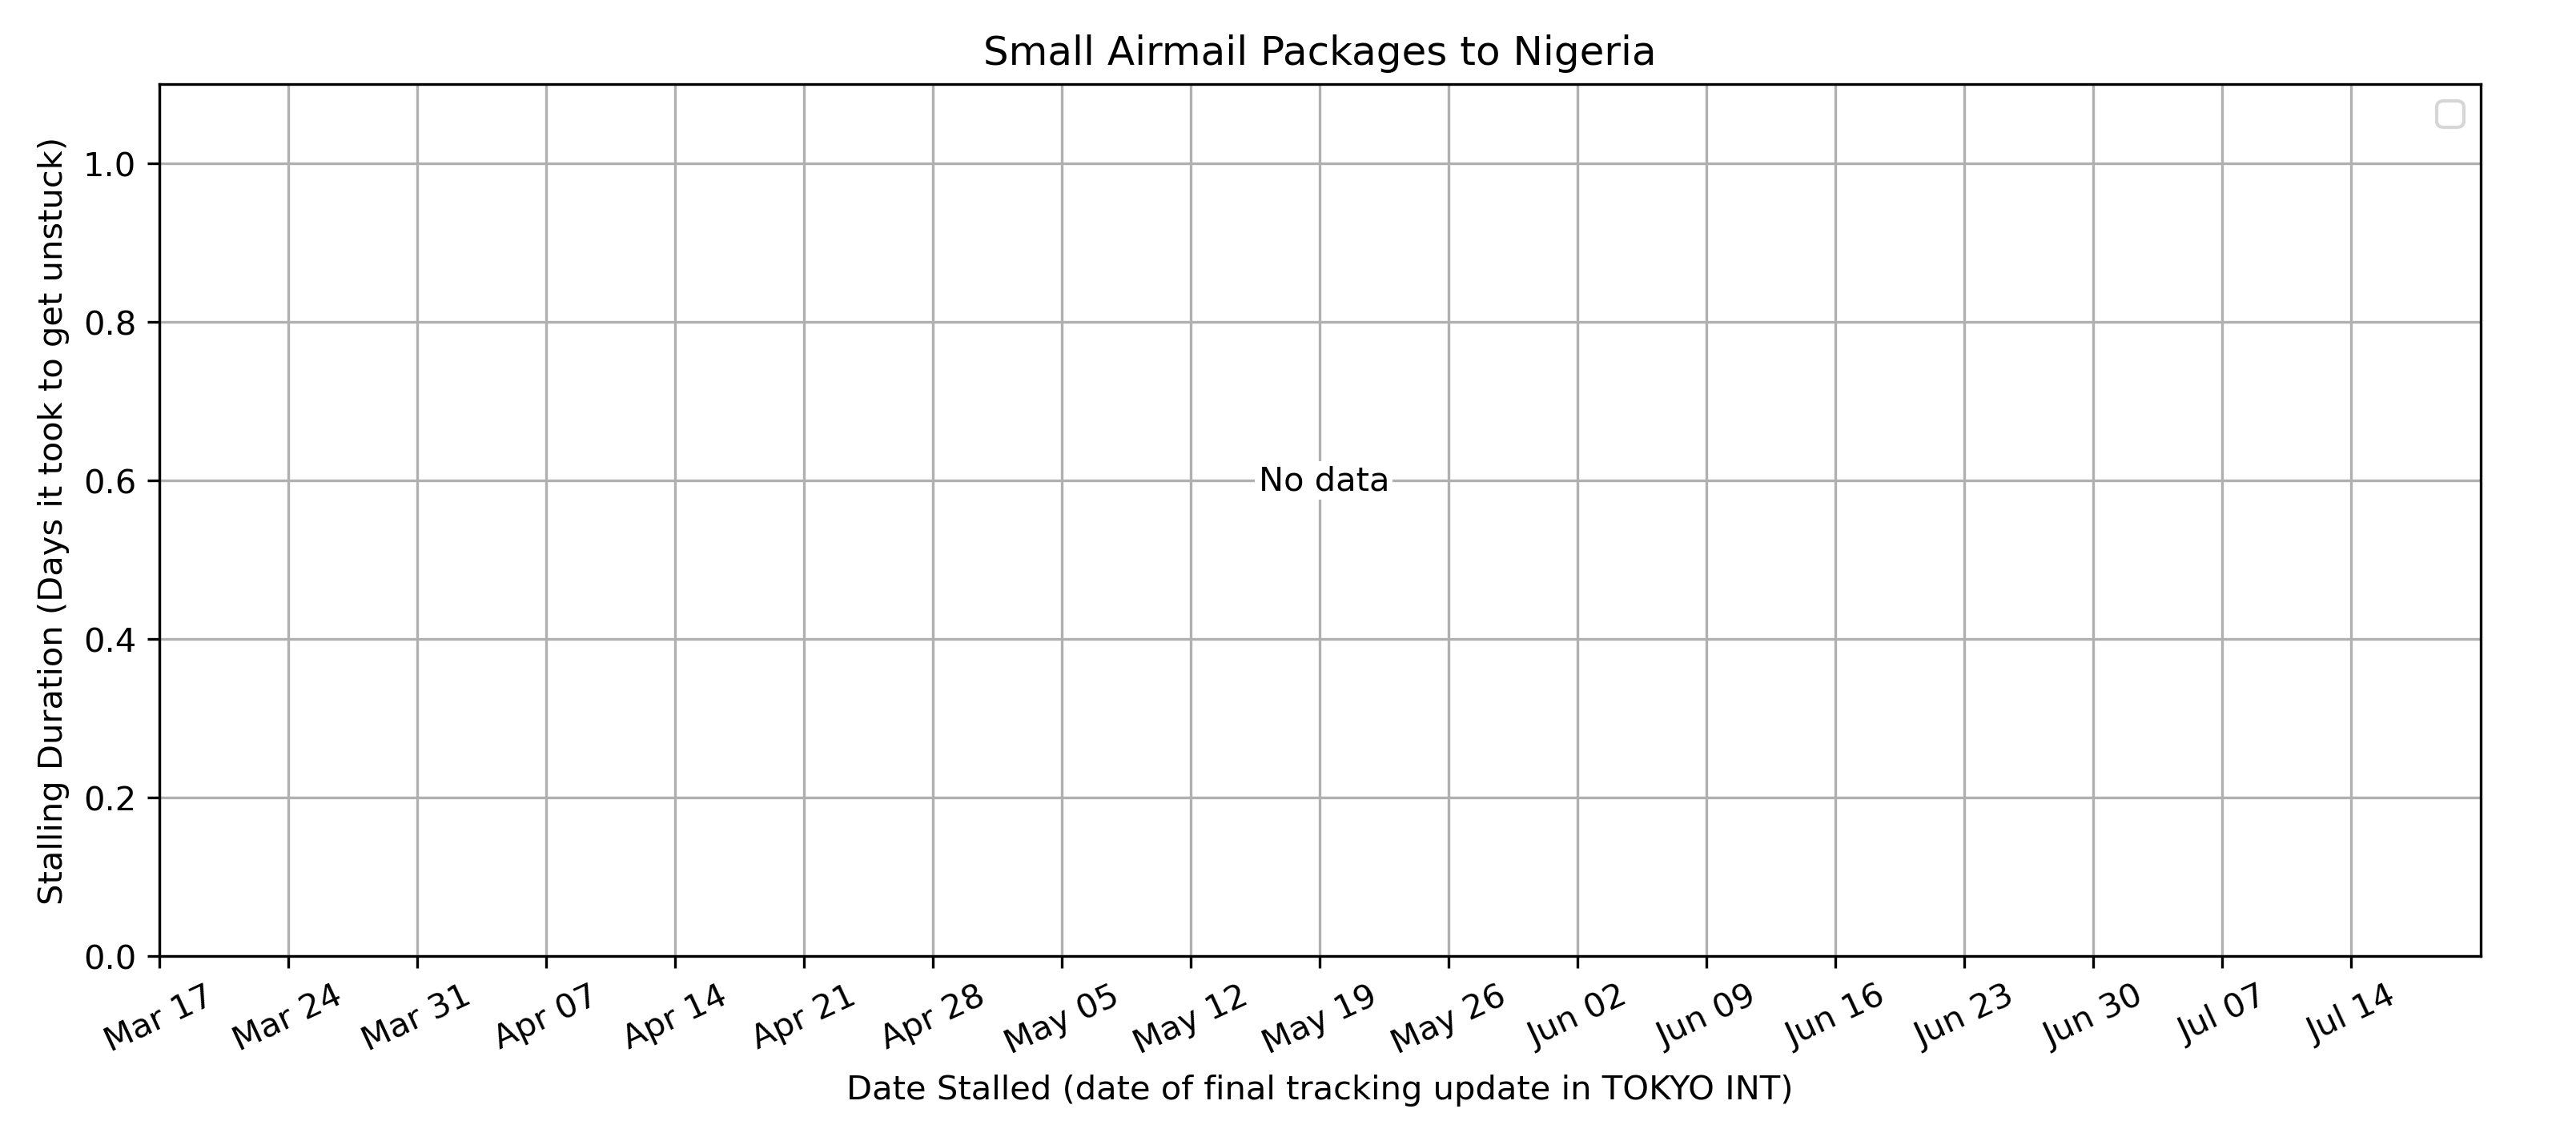 Small Airmail Packages to Nigeria
Stalling Duration (Days it took to get unstuck)
1.0
0.8
0.6
0.4
0.2
0.0
No data
Mar 17
Mar 24
Mar 31
Apr 07
Apr 14
Apr 21
Apr 28
May 05
May 12
May 19
May 26
Jun 02
Jun 09
Jun 16
Jun 23
Jun 30
Jul 07
Jul 14
Date Stalled (date of final tracking update in TOKYO INT)